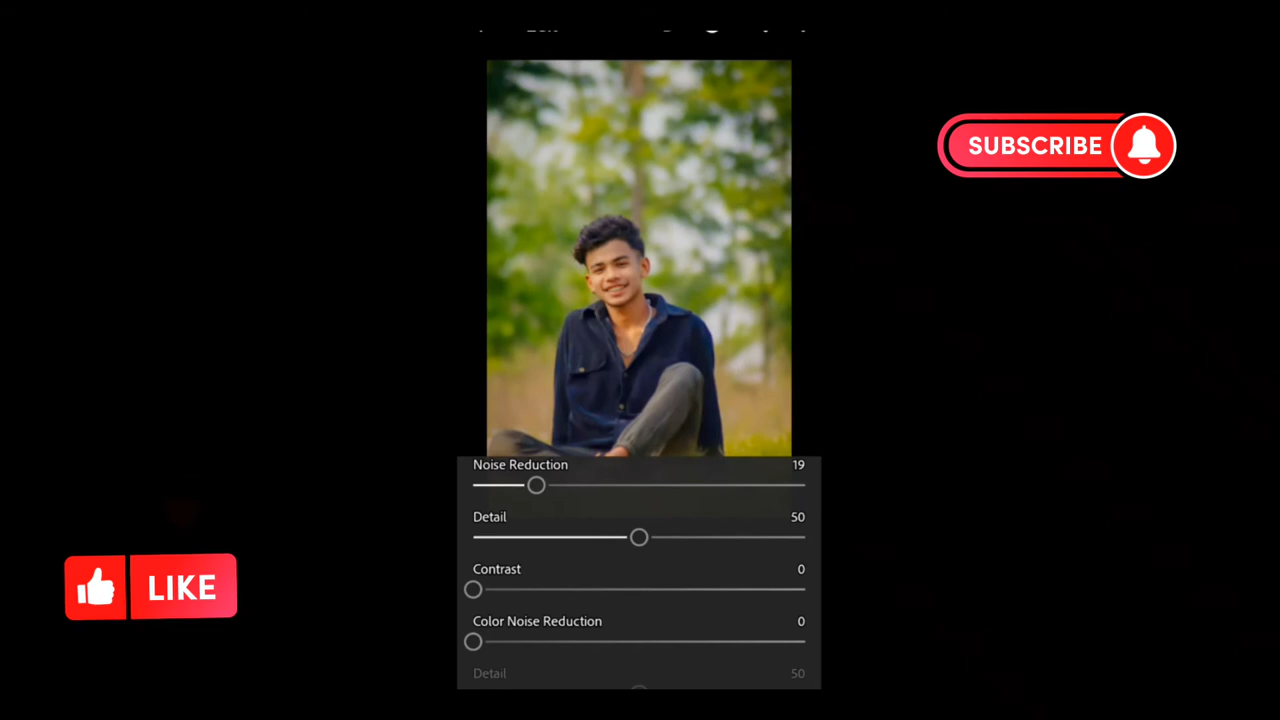 SUBSCRIBE
Noise Reduction 19
Detail 50
Contrast 0
LIKE
Color Noise Reduction 0
Detail 50